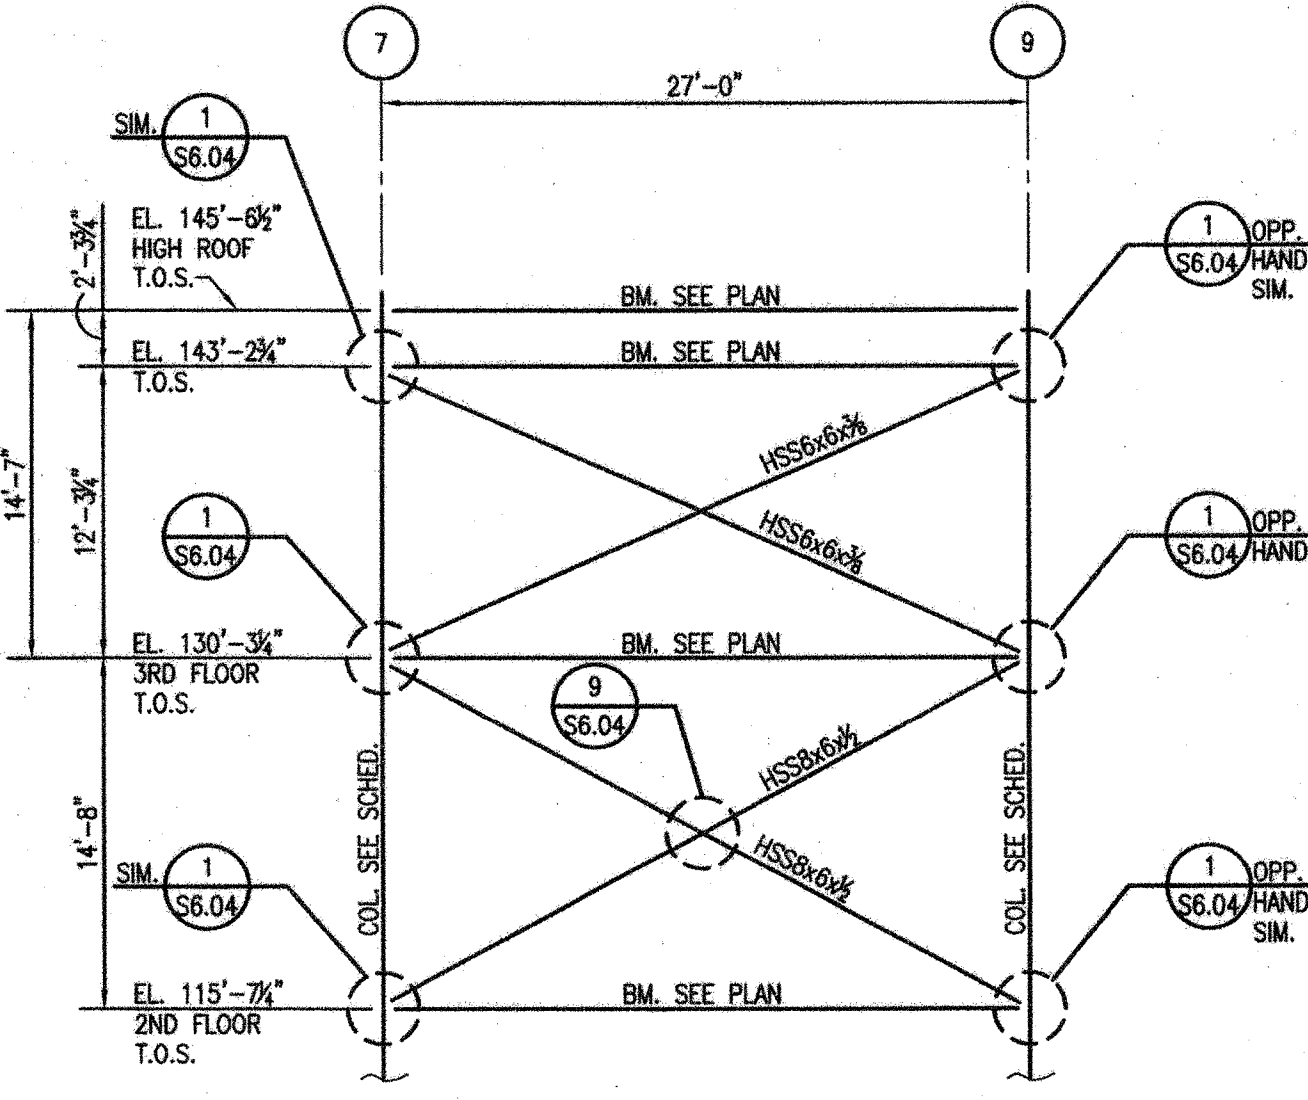 7
9
27'-0"
SIM.
1
S6.04
EL. 145'-6½"
HIGH ROOF
T.O.S.
2'-3¾"
1
S6.04
OPP.
HAND
SIM.
BM. SEE PLAN
EL. 143'-2¾"
T.O.S.
BM. SEE PLAN
HSS6x6x⅜
HSS6x6x⅜
14'-7"
12'-3¼"
1
S6.04
1
S6.04
OPP.
HAND
EL. 130'-3¼"
3RD FLOOR
T.O.S.
BM. SEE PLAN
9
S6.04
HSS8x6x½
HSS8x6x½
COL. SEE SCHED.
COL. SEE SCHED.
14'-8"
SIM.
1
S6.04
1
S6.04
OPP.
HAND
SIM.
EL. 115'-7¼"
2ND FLOOR
T.O.S.
BM. SEE PLAN